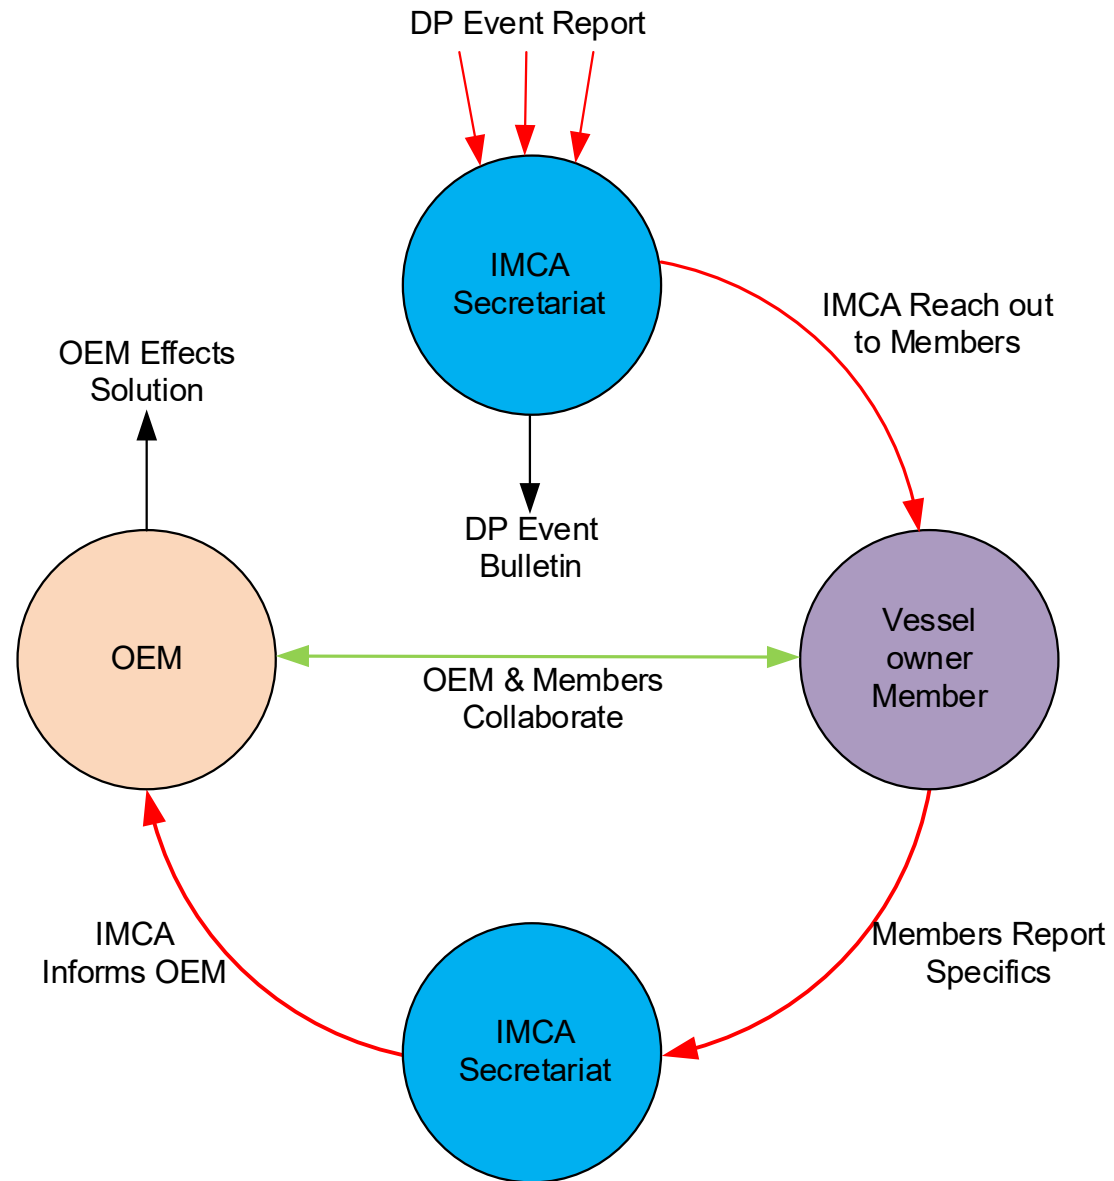 DP Event Report
IMCA
Secretariat
IMCA Reach out
to Members
OEM Effects
Solution
DP Event
Bulletin
OEM
OEM & Members
Collaborate
Vessel
owner
Member
IMCA
Informs OEM
Members Report
Specifics
IMCA
Secretariat